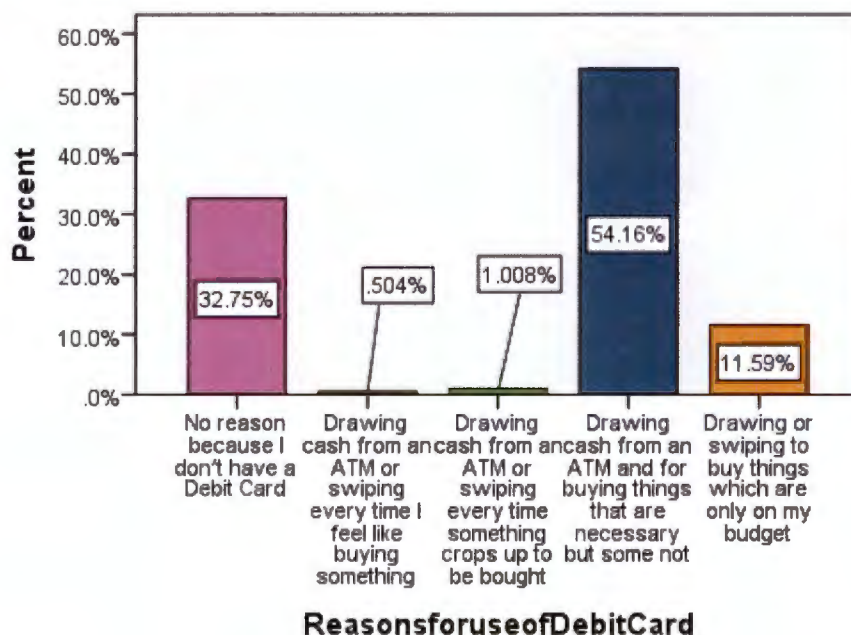 60.0%
50.0%
40.0%
30.0%
20.0%
10.0%
.0%
Percent
32.75%
.504%
1.008%
54.16%
11.59%
No reason
because I
don't have a
Debit Card
Drawing
cash from an
ATM or
swiping
every time I
feel like
buying
something
Drawing
cash from an
ATM or
swiping
every time
something
crops up to
be bought
Drawing
cash from an
ATM and for
buying things
that are
necessary
but some not
Drawing or
swiping to
buy things
which are
only on my
budget
ReasonsforuseofDebitCard